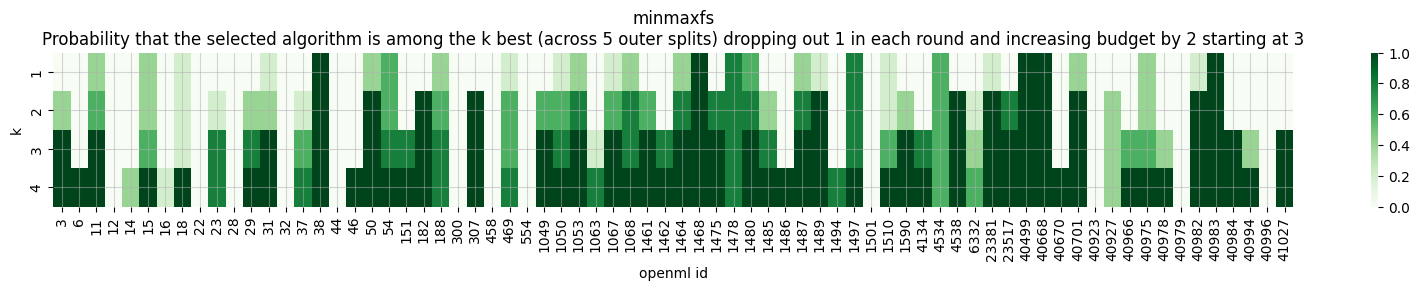 minmaxfs
Probability that the selected algorithm is among the k best (across 5 outer splits) dropping out 1 in each round and increasing budget by 2 starting at 3
k
1
2
3
4
3 6 11 12 14 15 16 18 22 23 28 29 31 32 37 38 44 46 50 54 151 182 188 300 307 458 469 554 1049 1050 1053 1063 1067 1068 1461 1462 1464 1468 1475 1478 1480 1485 1486 1487 1489 1494 1497 1501 1510 1590 4134 4534 4538 6332 23381 23517 40499 40668 40670 40701 40923 40927 40966 40975 40978 40979 40982 40983 40984 40994 40996 41027
openml id
1.0
0.8
0.6
0.4
0.2
0.0